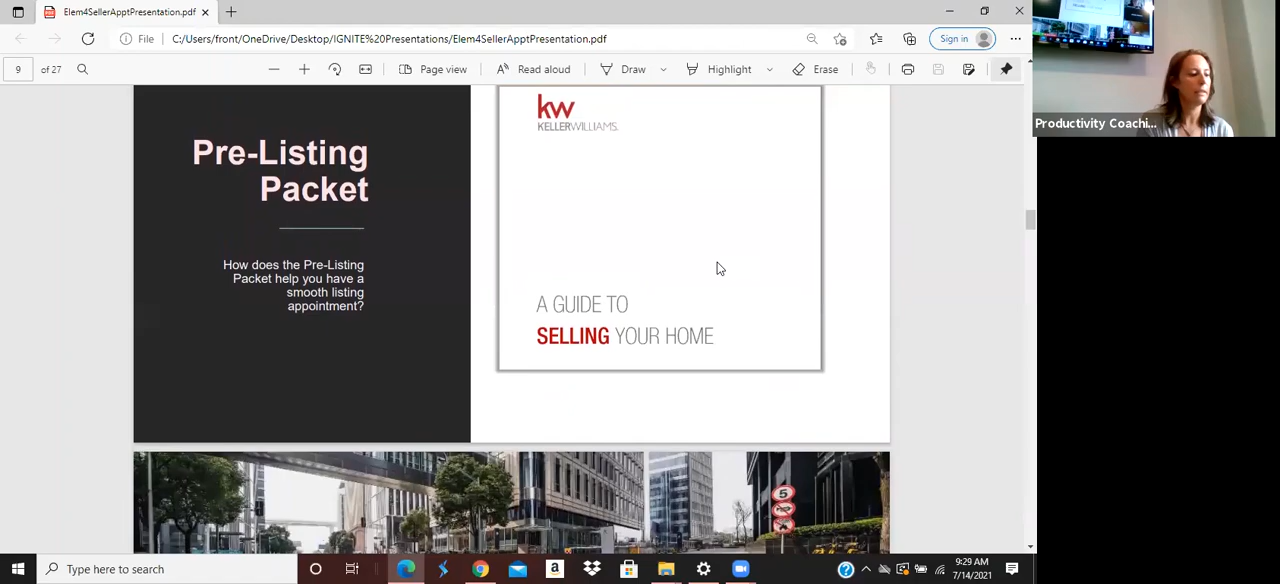 Elem4SellerApptPresentation.pdf
File
C:/Users/front/OneDrive/Desktop/IGNITE%20Presentations/Elem4SellerApptPresentation.pdf
Sign in
9
of 27
Page view
Read aloud
Draw
Highlight
Erase
Productivity Coachi...
Pre-Listing
Packet
How does the Pre-Listing
Packet help you have a
smooth listing
appointment?
kw
KELLERWILLIAMS.
A GUIDE TO
SELLING YOUR HOME
5
Type here to search
9:29 AM
7/14/2021